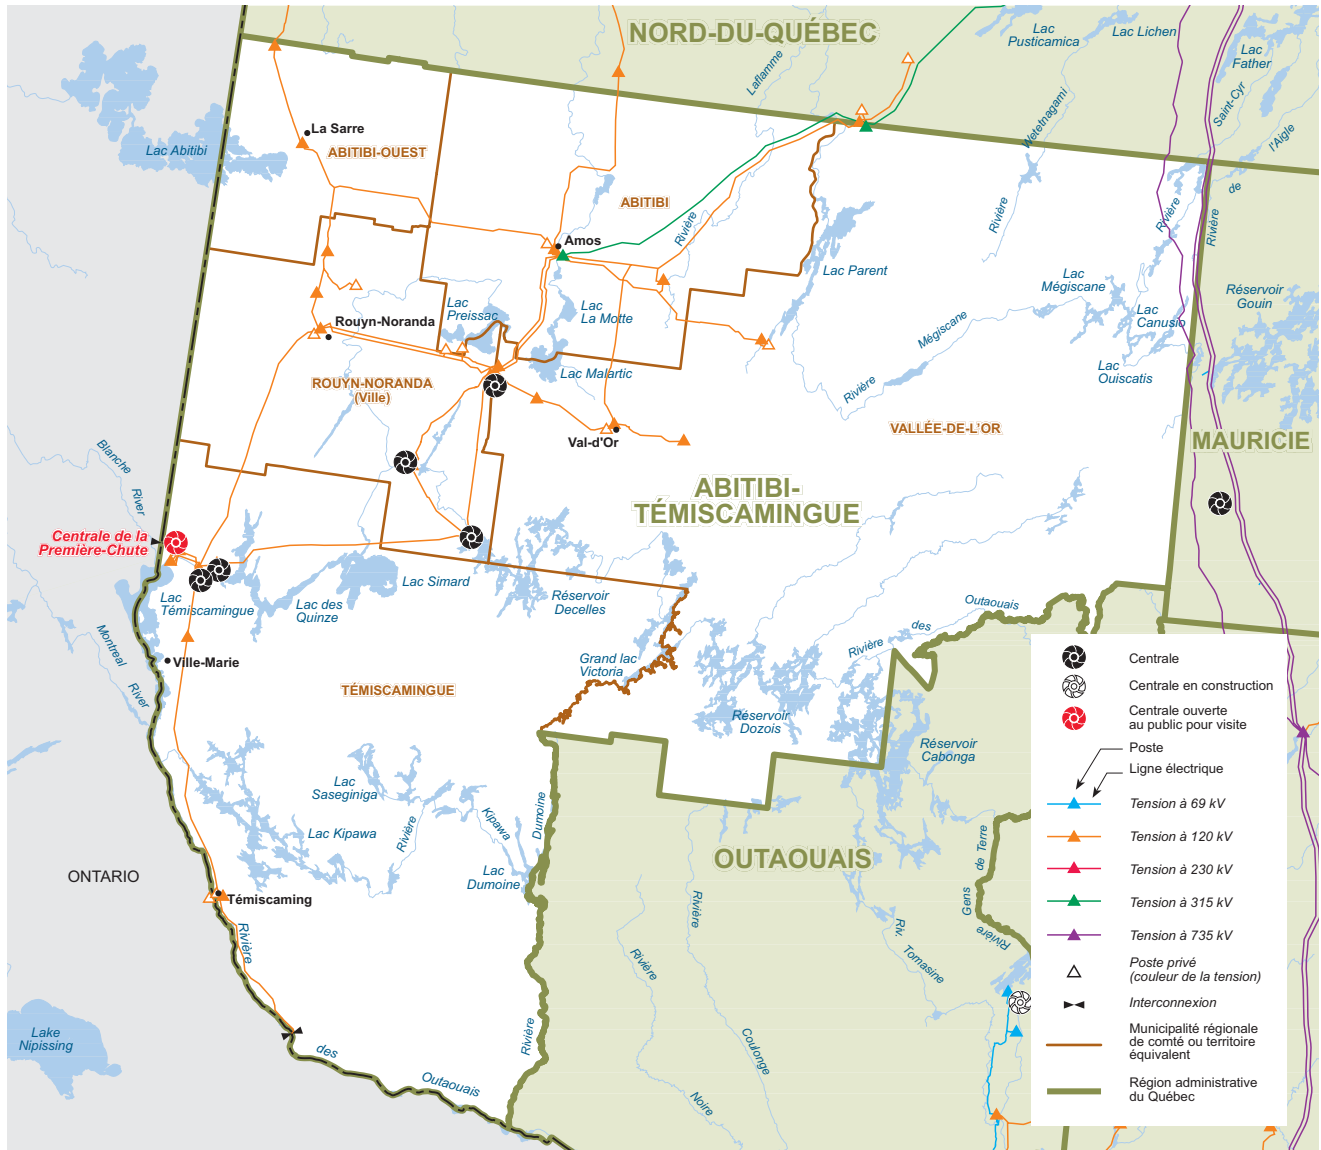 NORD-DU-QUÉBEC
Lac
Pusticamica
Lac Lichen
Lac
Father
Saint-Cyr
l'Aigle
de
Rivière
Rivière
Laflamme
Rivière
Wetetnagami
Rivière
La Sarre
ABITIBI-OUEST
Lac Abitibi
ABITIBI
Amos
Lac Parent
Lac
Mégiscane
Lac
Canusio
Réservoir
Gouin
Lac
Preissac
Lac
La Motte
Rouyn-Noranda
Mégiscane
Rivière
Lac
Ouiscatis
Lac Malartic
ROUYN-NORANDA
(Ville)
Val-d'Or
VALLÉE-DE-L'OR
MAURICIE
Blanche
River
ABITIBI-
TÉMISCAMINGUE
Centrale de la
Première-Chute
Lac
Témiscamingue
Lac des
Quinze
Lac Simard
Réservoir
Decelles
Outaouais
des
Rivière
Montreal
River
Ville-Marie
Grand lac
Victoria
TÉMISCAMINGUE
Réservoir
Dozois
Réservoir
Cabonga
Lac
Saseginiga
Lac Kipawa
Rivière
Kipawa
Dumoine
Lac
Dumoine
Rivière
ONTARIO
OUTAOUAIS
Témiscaming
Rivière
des
Outaouais
Rivière
Coulonge
Rivière
Noire
Riv.
Tomasine
Rivière
Gens
de Terre
Lake
Nipissing
Centrale
Centrale en construction
Centrale ouverte
au public pour visite
Poste
Ligne électrique
Tension à 69 kV
Tension à 120 kV
Tension à 230 kV
Tension à 315 kV
Tension à 735 kV
Poste privé
(couleur de la tension)
Interconnexion
Municipalité régionale
de comté ou territoire
équivalent
Région administrative
du Québec